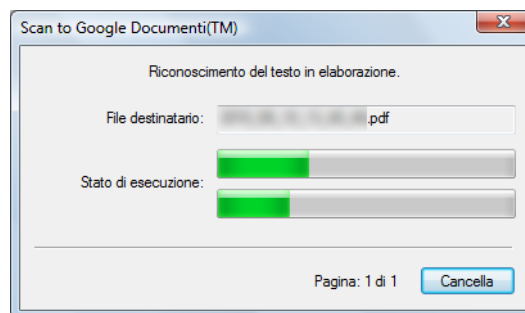 Scan to Google Documenti(TM)
Riconoscimento del testo in elaborazione.
File destinatario: .pdf
Stato di esecuzione:
Pagina: 1 di 1 Cancella